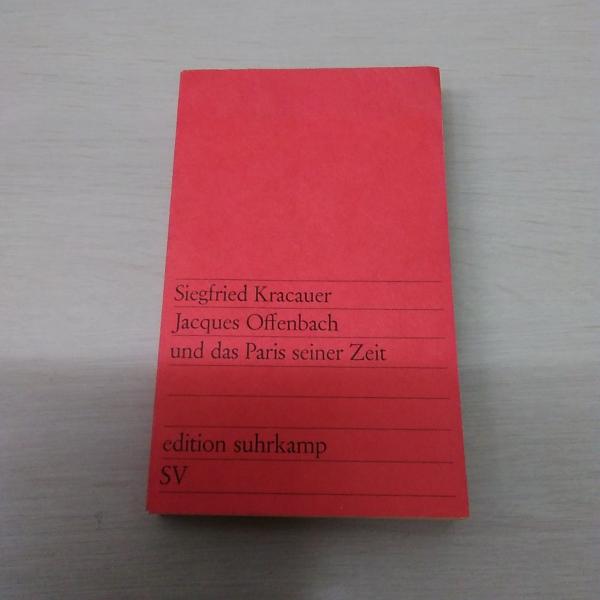 Siegfried Kracauer
Jacques Offenbach
und das Paris seiner Zeit
edition suhrkamp
SV